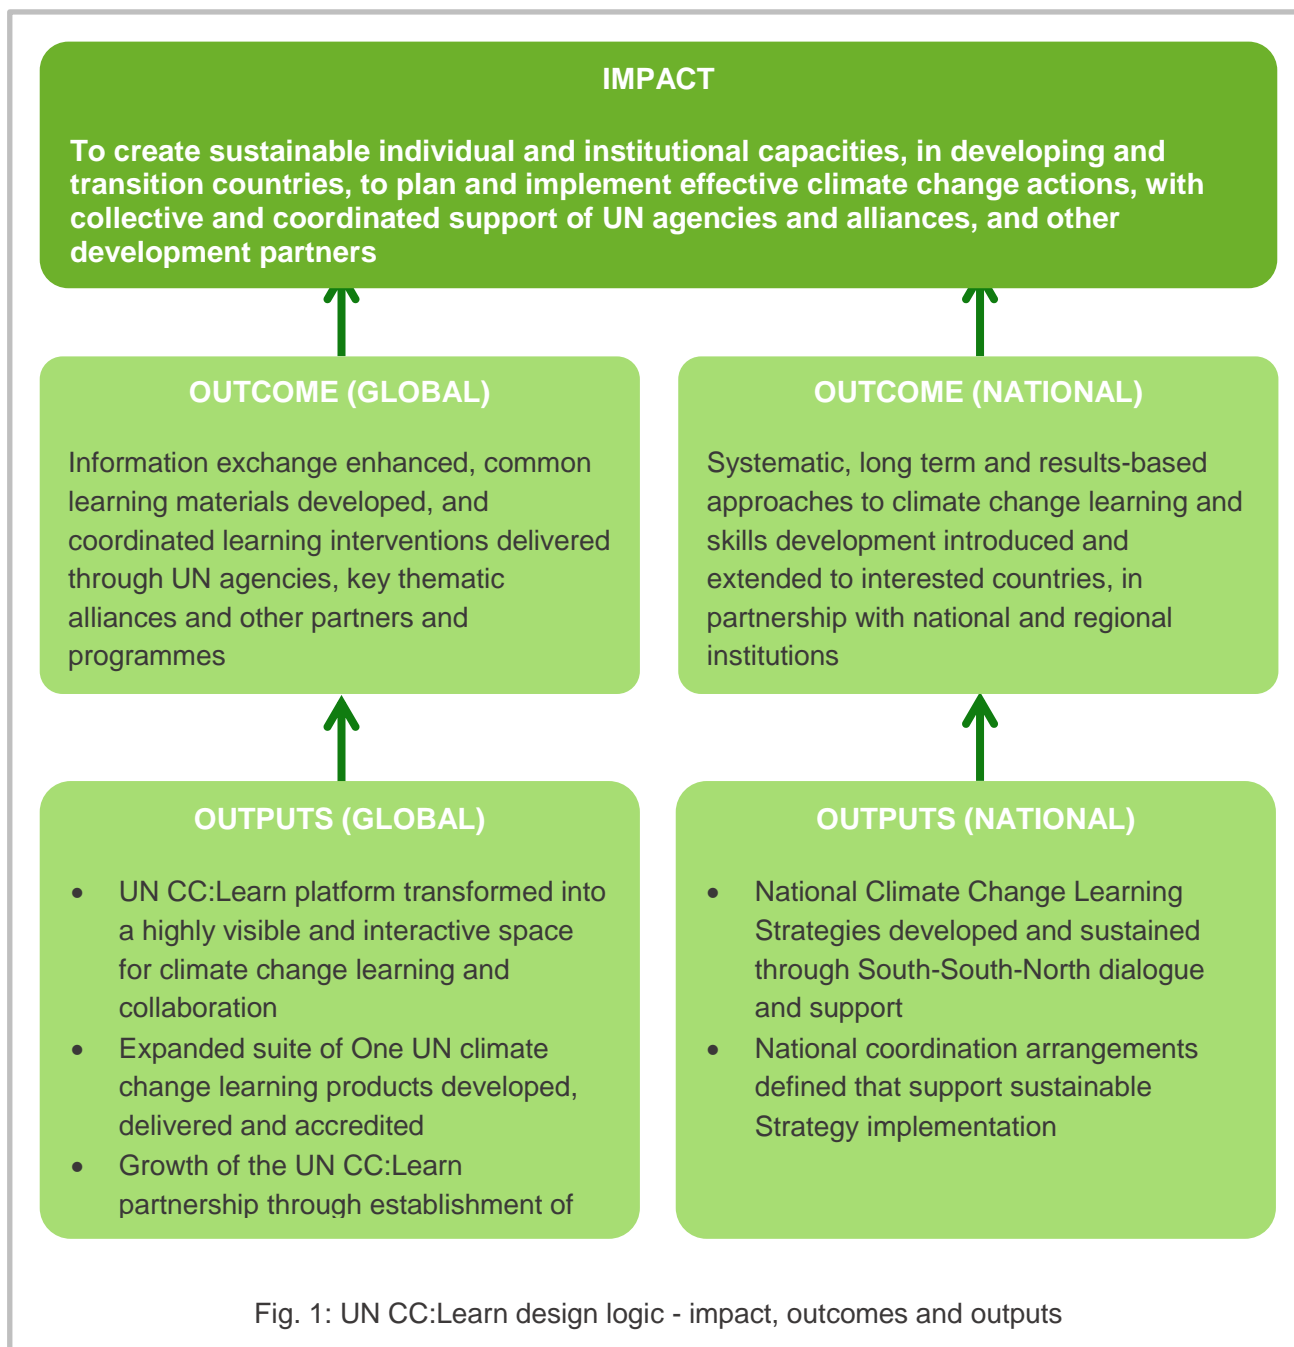 IMPACT
To create sustainable individual and institutional capacities, in developing and
transition countries, to plan and implement effective climate change actions, with
collective and coordinated support of UN agencies and alliances, and other
development partners
OUTCOME (GLOBAL)
Information exchange enhanced, common
learning materials developed, and
coordinated learning interventions delivered
through UN agencies, key thematic
alliances and other partners and
programmes
OUTCOME (NATIONAL)
Systematic, long term and results-based
approaches to climate change learning and
skills development introduced and
extended to interested countries, in
partnership with national and regional
institutions
OUTPUTS (GLOBAL)
• UN CC:Learn platform transformed into
a highly visible and interactive space
for climate change learning and
collaboration
• Expanded suite of One UN climate
change learning products developed,
delivered and accredited
• Growth of the UN CC:Learn
partnership through establishment of
OUTPUTS (NATIONAL)
• National Climate Change Learning
Strategies developed and sustained
through South-South-North dialogue
and support
• National coordination arrangements
defined that support sustainable
Strategy implementation
Fig. 1: UN CC:Learn design logic - impact, outcomes and outputs